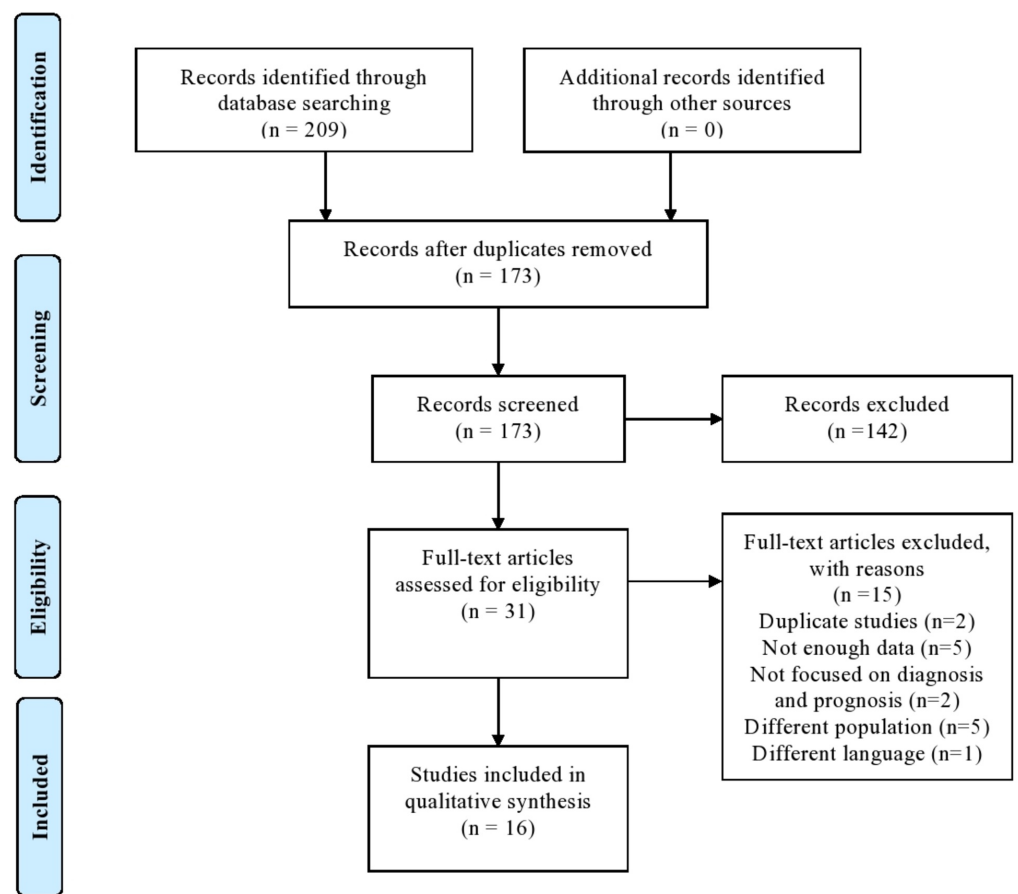 Identification
Records identified through
database searching
(n = 209)
Additional records identified
through other sources
(n = 0)
Records after duplicates removed
(n = 173)
Screening
Records screened
(n = 173)
Records excluded
(n =142)
Eligibility
Full-text articles
assessed for eligibility
(n = 31)
Full-text articles excluded,
with reasons
(n =15)
Duplicate studies (n=2)
Not enough data (n=5)
Not focused on diagnosis
and prognosis (n=2)
Different population (n=5)
Different language (n=1)
Included
Studies included in
qualitative synthesis
(n = 16)